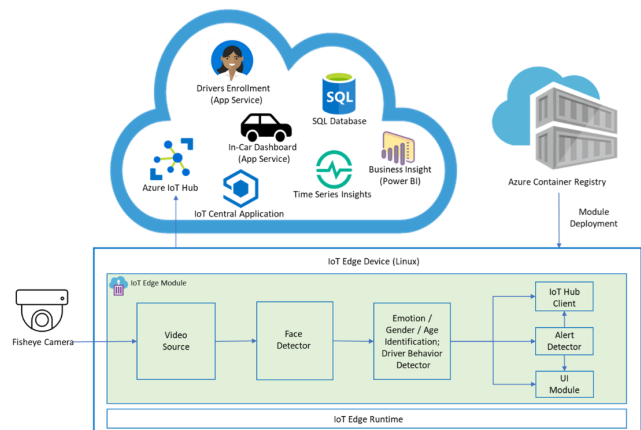 Drivers Enrollment
(App Service)
SQL
SQL Database
In-Car Dashboard
(App Service)
Business Insight
(Power BI)
Azure IoT Hub
Time Series Insights
IoT Central Application
Azure Container Registry
Module
Deployment
IoT Edge Device (Linux)
IoT Edge Module
Fisheye Camera
Video
Source
Face
Detector
Emotion /
Gender / Age
Identification;
Driver Behavior
Detector
IoT Hub
Client
Alert
Detector
UI
Module
IoT Edge Runtime